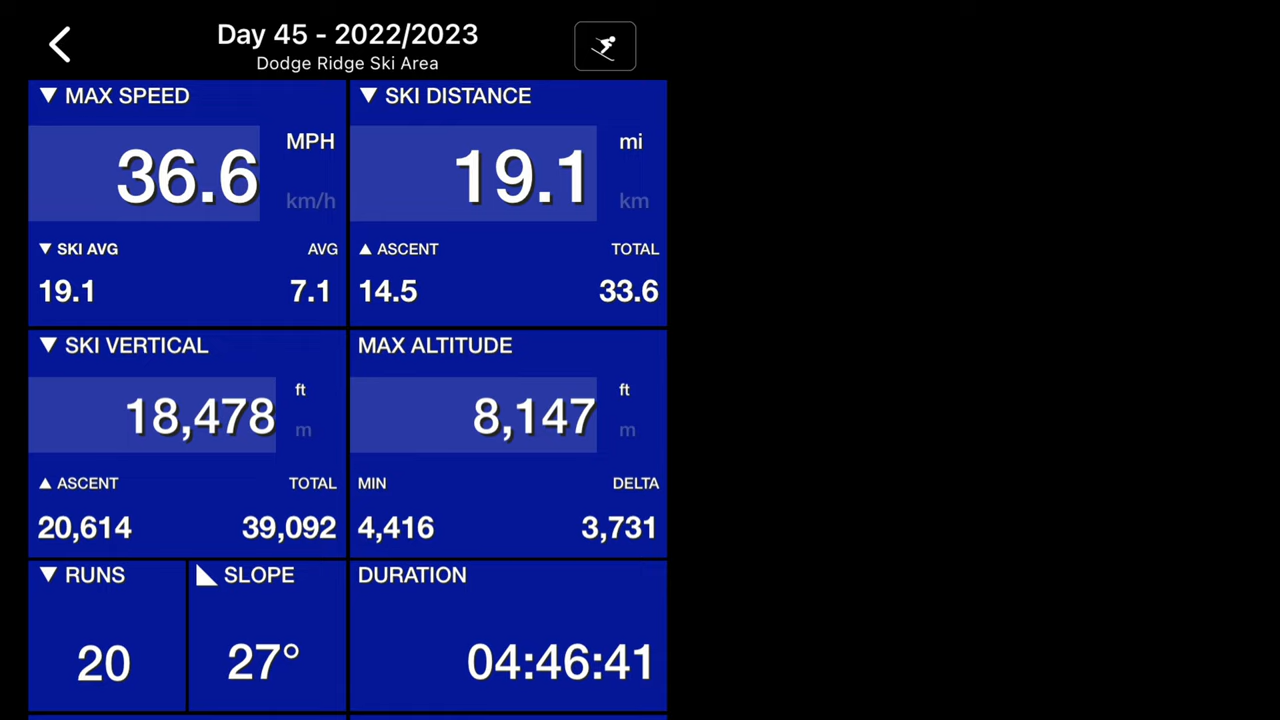 Day 45 - 2022/2023
Dodge Ridge Ski Area
MAX SPEED
36.6 MPH
km/h
SKI AVG AVG
19.1 7.1
SKI DISTANCE
19.1 mi
km
ASCENT TOTAL
14.5 33.6
SKI VERTICAL
18,478 ft
m
ASCENT TOTAL
20,614 39,092
MAX ALTITUDE
8,147 ft
m
MIN DELTA
4,416 3,731
RUNS
20
SLOPE
27°
DURATION
04:46:41